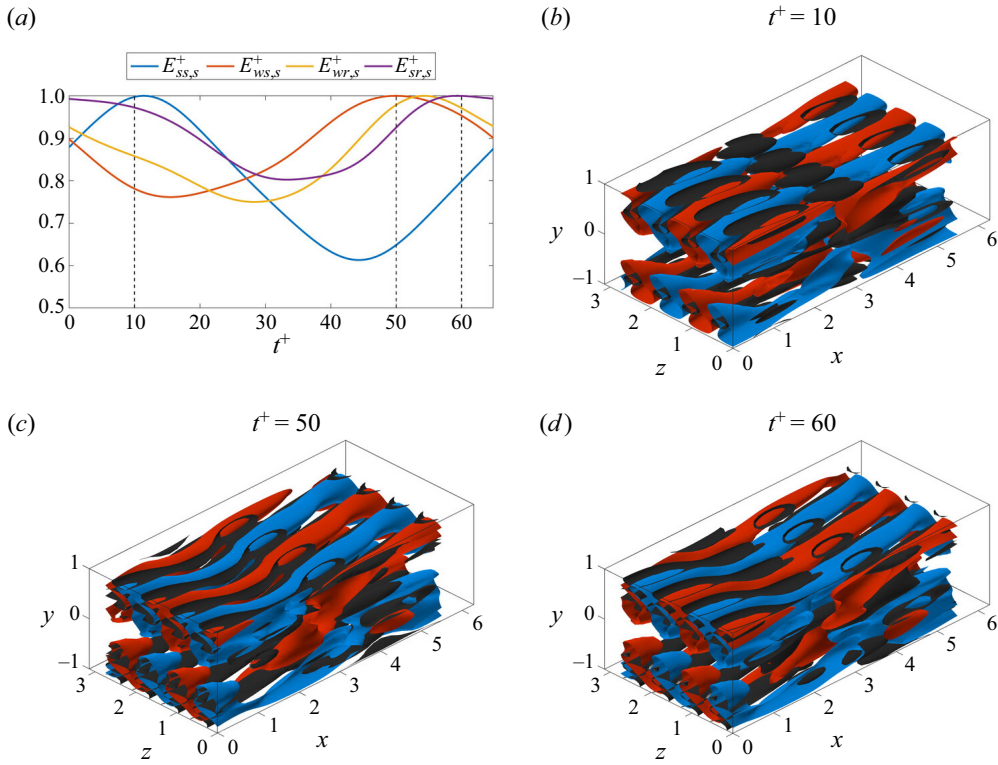 (a)
E⁺ss,s E⁺ws,s E⁺wr,s E⁺sr,s
1.0
0.9
0.8
0.7
0.6
0.5
0 10 20 30 40 50 60
t⁺
(b)
t⁺ = 10
1
y 0
−1
3 2 1 0
z
0 1 2 3 4 5 6
x
(c)
t⁺ = 50
1
y 0
−1
3 2 1 0
z
0 1 2 3 4 5 6
x
(d)
t⁺ = 60
1
y 0
−1
3 2 1 0
z
0 1 2 3 4 5 6
x